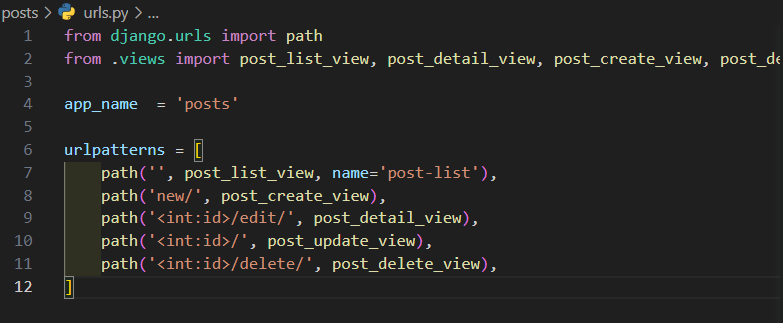 posts > urls.py > ...
1 from django.urls import path
2 from .views import post_list_view, post_detail_view, post_create_view,
3
4 app_name  = 'posts'
5
6 urlpatterns = [
7     path('', post_list_view, name='post-list'),
8     path('new/', post_create_view),
9     path('<int:id>/edit/', post_detail_view),
10     path('<int:id>/', post_update_view),
11     path('<int:id>/delete/', post_delete_view),
12 ]